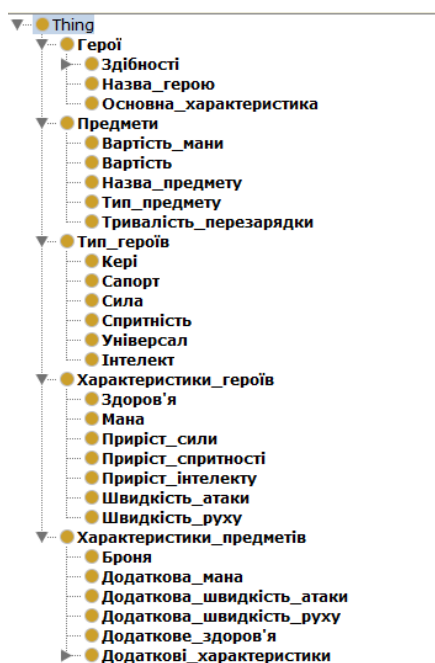 Thing
Герої
Здібності
Назва_герою
Основна_характеристика
Предмети
Вартість_мани
Вартість
Назва_предмету
Тип_предмету
Тривалість_перезарядки
Тип_героїв
Кері
Сапорт
Сила
Спритність
Універсал
Інтелект
Характеристики_героїв
Здоров'я
Мана
Приріст_сили
Приріст_спритності
Приріст_інтелекту
Швидкість_атаки
Швидкість_руху
Характеристики_предметів
Броня
Додаткова_мана
Додаткова_швидкість_атаки
Додаткова_швидкість_руху
Додаткове_здоров'я
Додаткові_характеристики